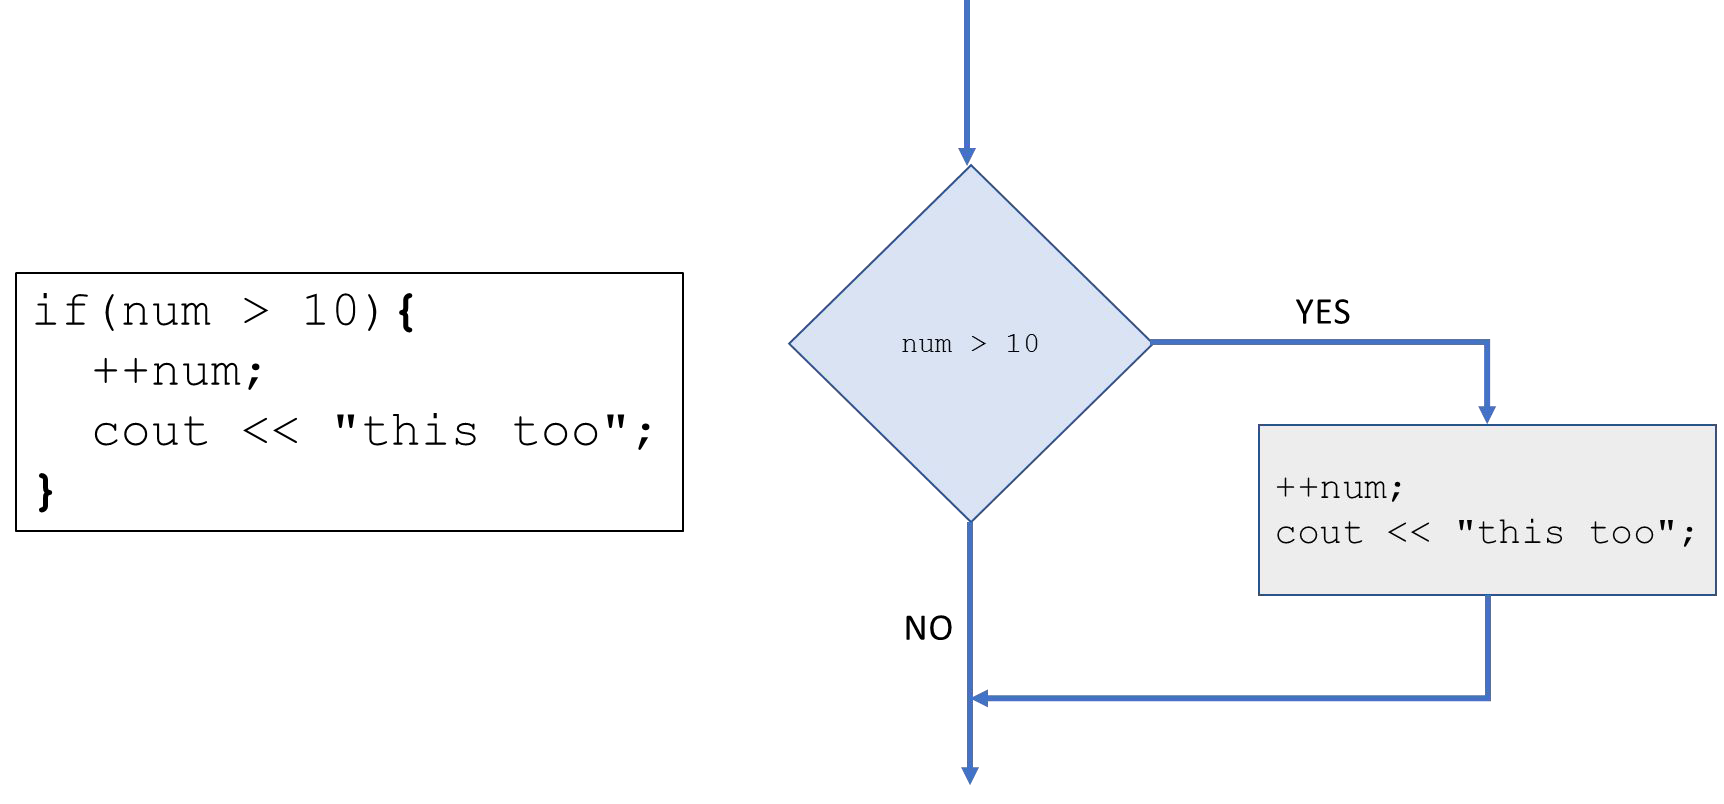 if(num > 10){
++num;
cout << "this too";
}
num > 10
YES
++num;
cout << "this too";
NO